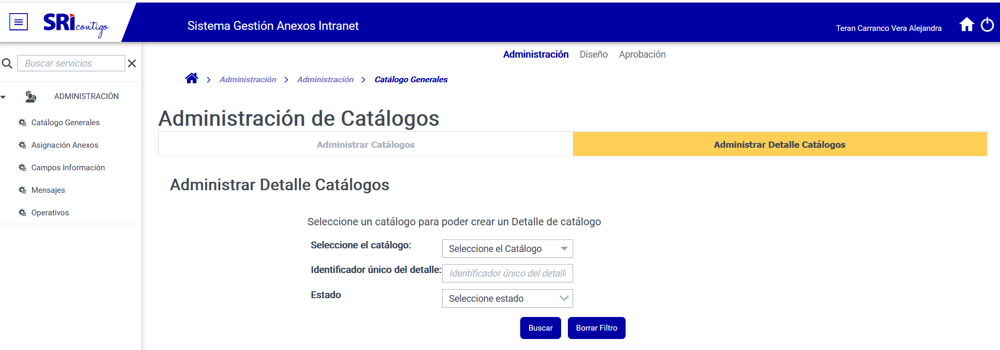 SRi contigo
Sistema Gestión Anexos Intranet
Teran Carranco Vera Alejandra
Buscar servicios
ADMINISTRACIÓN
Catálogo Generales
Asignación Anexos
Campos Información
Mensajes
Operativos
Administración Diseño Aprobación
> Administración > Administración > Catálogo Generales
Administración de Catálogos
Administrar Catálogos Administrar Detalle Catálogos
Administrar Detalle Catálogos
Seleccione un catálogo para poder crear un Detalle de catálogo
Seleccione el catálogo: Seleccione el Catálogo
Identificador único del detalle: Identificador único del detall
Estado Seleccione estado
Buscar Borrar Filtro